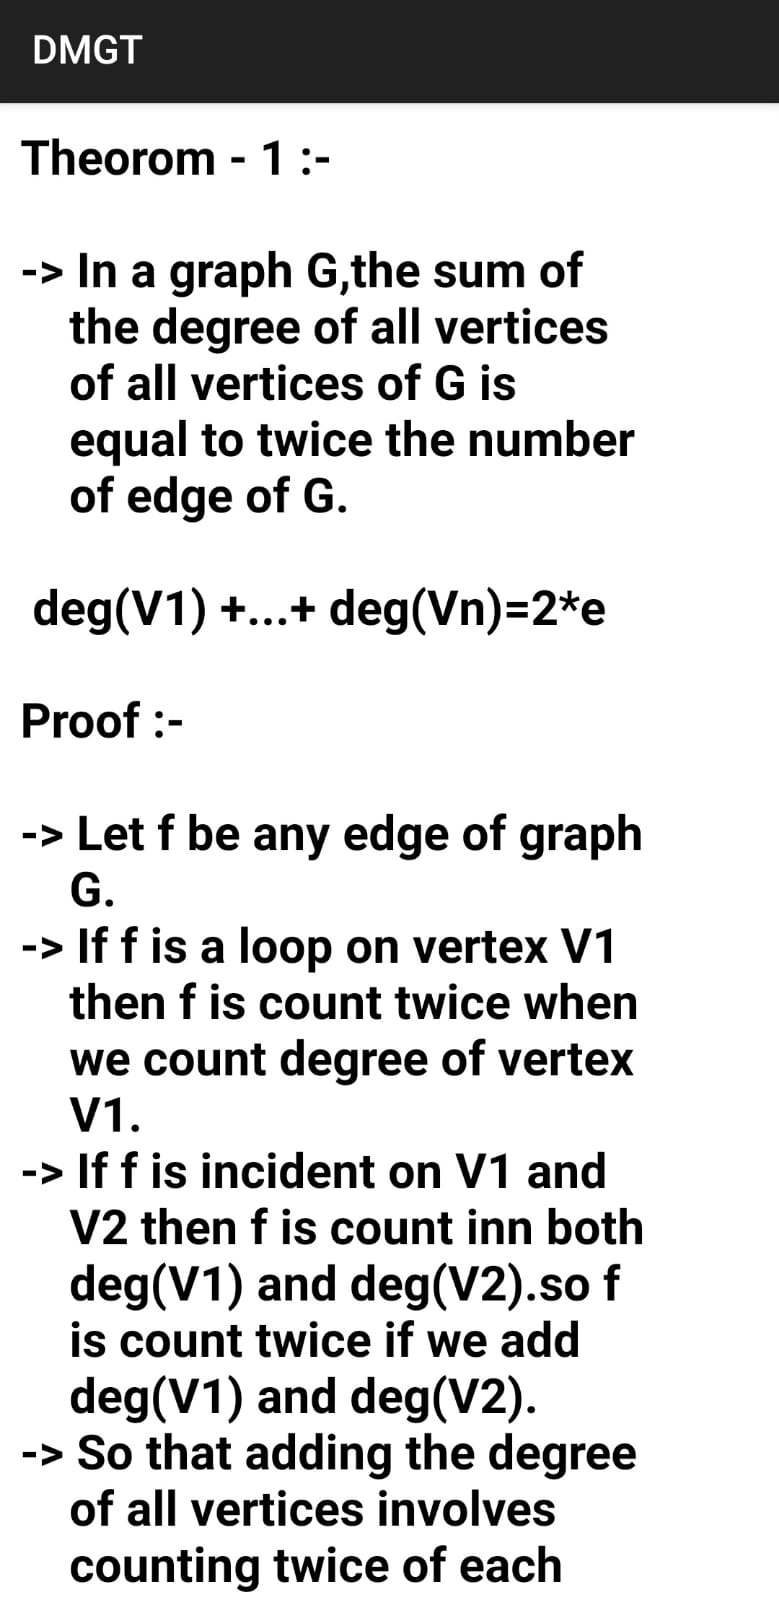 DMGT
Theorom - 1 :-
-> In a graph G,the sum of
the degree of all vertices
of all vertices of G is
equal to twice the number
of edge of G.
deg(V1) +...+ deg(Vn)=2*e
Proof :-
-> Let f be any edge of graph
G.
-> If f is a loop on vertex V1
then f is count twice when
we count degree of vertex
V1.
-> If f is incident on V1 and
V2 then f is count inn both
deg(V1) and deg(V2).so f
is count twice if we add
deg(V1) and deg(V2).
-> So that adding the degree
of all vertices involves
counting twice of each